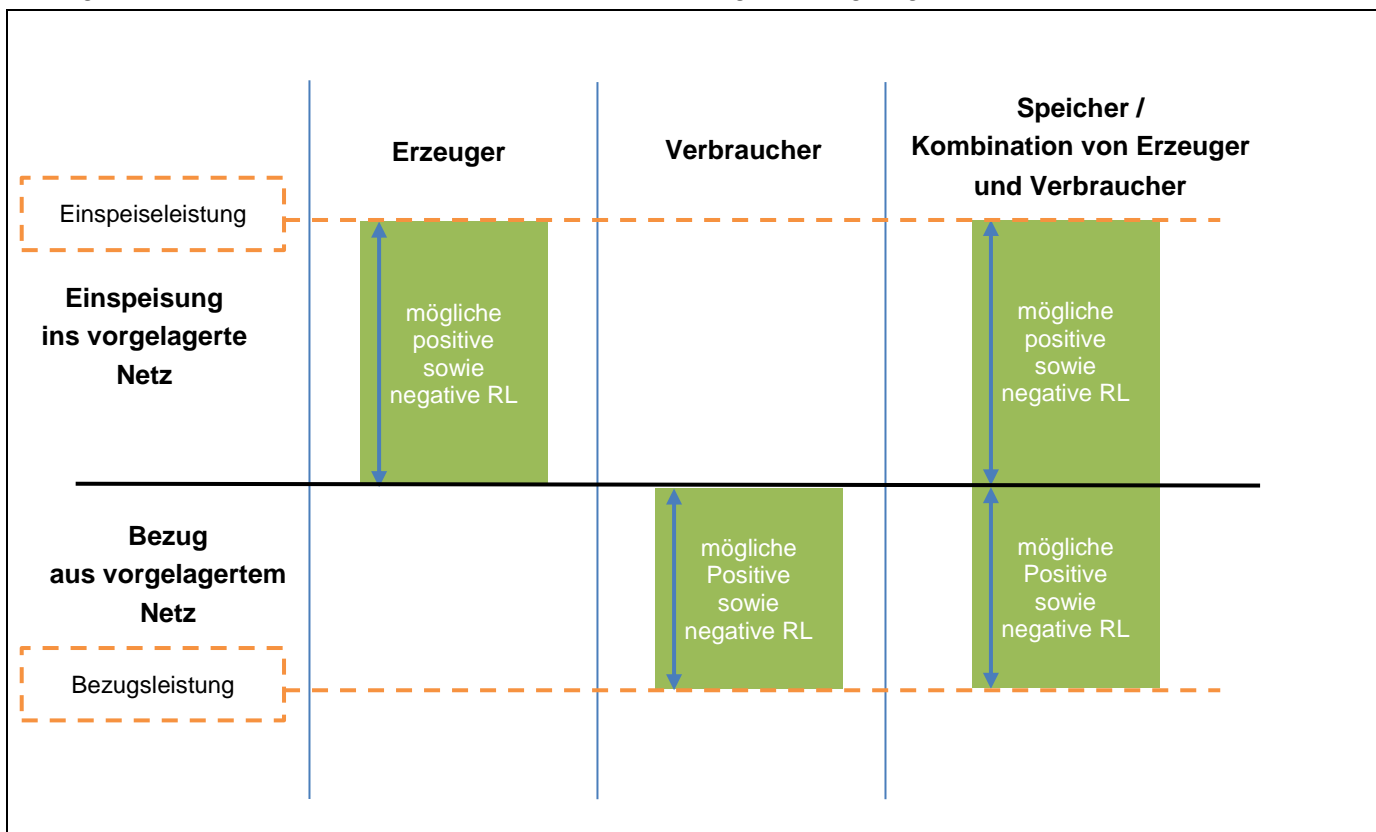 Erzeuger
Verbraucher
Speicher /
Kombination von Erzeuger
und Verbraucher
Einspeiseleistung
Einspeisung
ins vorgelagerte
Netz
mögliche
positive
sowie
negative RL
mögliche
positive
sowie
negative RL
Bezug
aus vorgelagertem
Netz
mögliche
Positive
sowie
negative RL
mögliche
Positive
sowie
negative RL
Bezugsleistung